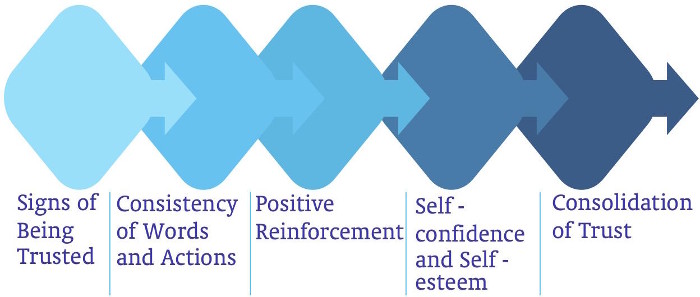 Signs of
Being
Trusted
Consistency
of Words
and Actions
Positive
Reinforcement
Self -
confidence
and Self -
esteem
Consolidation
of Trust